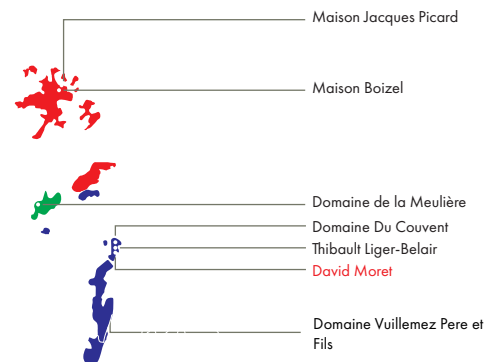 Maison Jacques Picard
Maison Boizel
Domaine de la Meulière
Domaine Du Couvent
Thibault Liger-Belair
David Moret
Domaine Vuillemez Pere et
Fils